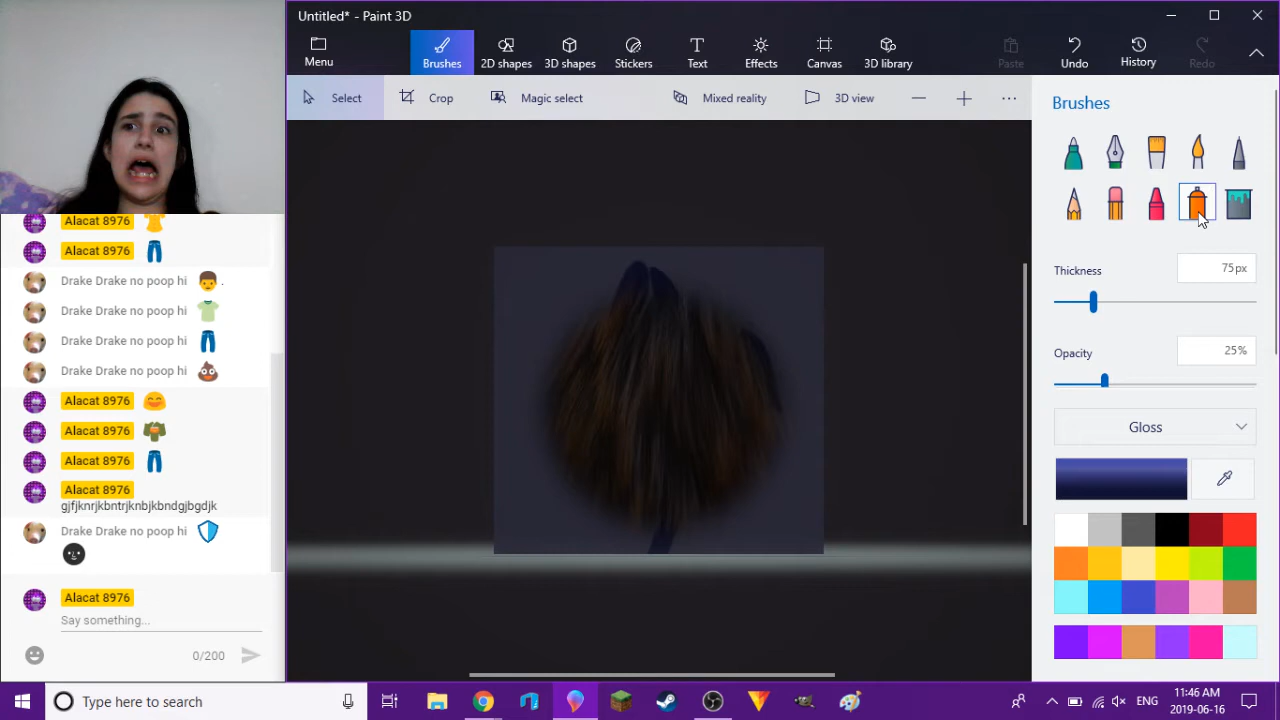 Untitled* - Paint 3D
Menu
Brushes
2D shapes
3D shapes
Stickers
Text
Effects
Canvas
3D library
Paste
Undo
History
Redo
Select
Crop
Magic select
Mixed reality
3D view
Brushes
Thickness
75px
Opacity
25%
Gloss
Alacat 8976
Alacat 8976
Drake Drake no poop hi .
Drake Drake no poop hi
Drake Drake no poop hi
Drake Drake no poop hi
Alacat 8976
Alacat 8976
Alacat 8976
Alacat 8976
gjfjknrjkbntrjknbjkbndgjbgdjk
Drake Drake no poop hi
Alacat 8976
Say something...
0/200
Type here to search
ENG
11:46 AM
2019-06-16